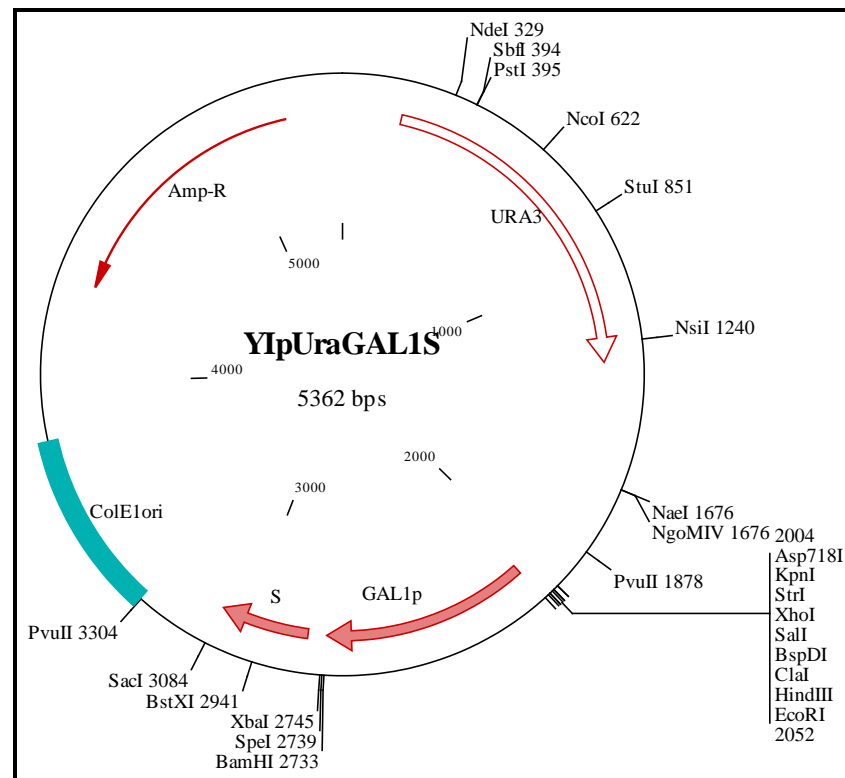 NdeI 329
SbfI 394
PstI 395
NcoI 622
StuI 851
URA3
Amp-R
5000
1000
NsiI 1240
YIpUraGAL1S
5362 bps
4000
2000
3000
ColE1ori
NaeI 1676
NgoMIV 1676
PvuII 1878
2004
Asp718I
KpnI
StrI
XhoI
SalI
BspDI
ClaI
HindIII
EcoRI
2052
GAL1p
S
PvuII 3304
SacI 3084
BstXI 2941
XbaI 2745
SpeI 2739
BamHI 2733